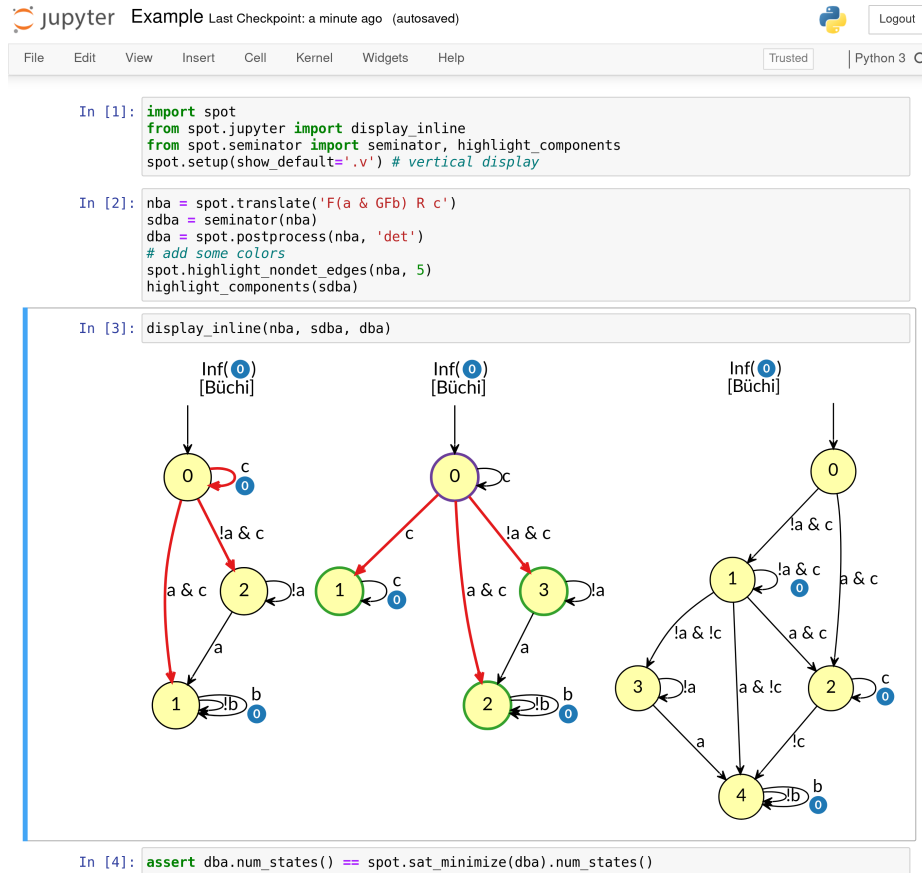 jupyter Example Last Checkpoint: a minute ago (autosaved) Logout
File Edit View Insert Cell Kernel Widgets Help Trusted Python 3
In [1]: import spot
from spot.jupyter import display_inline
from spot.seminator import seminator, highlight_components
spot.setup(show_default='.v') # vertical display
In [2]: nba = spot.translate('F(a & GFb) R c')
sdba = seminator(nba)
dba = spot.postprocess(nba, 'det')
# add some colors
spot.highlight_nondet_edges(nba, 5)
highlight_components(sdba)
In [3]: display_inline(nba, sdba, dba)
Inf(0)
[Büchi]
0
c
0
!a & c
a & c
2
!a
a
1
!b
b
0
Inf(0)
[Büchi]
0
c
c
!a & c
a & c
1
c
0
3
!a
a
2
!b
b
0
Inf(0)
[Büchi]
0
!a & c
a & c
1
!a & c
0
!a & !c
a & c
a & !c
3
!a
2
c
0
a
!c
4
!b
b
0
In [4]: assert dba.num_states() == spot.sat_minimize(dba).num_states()